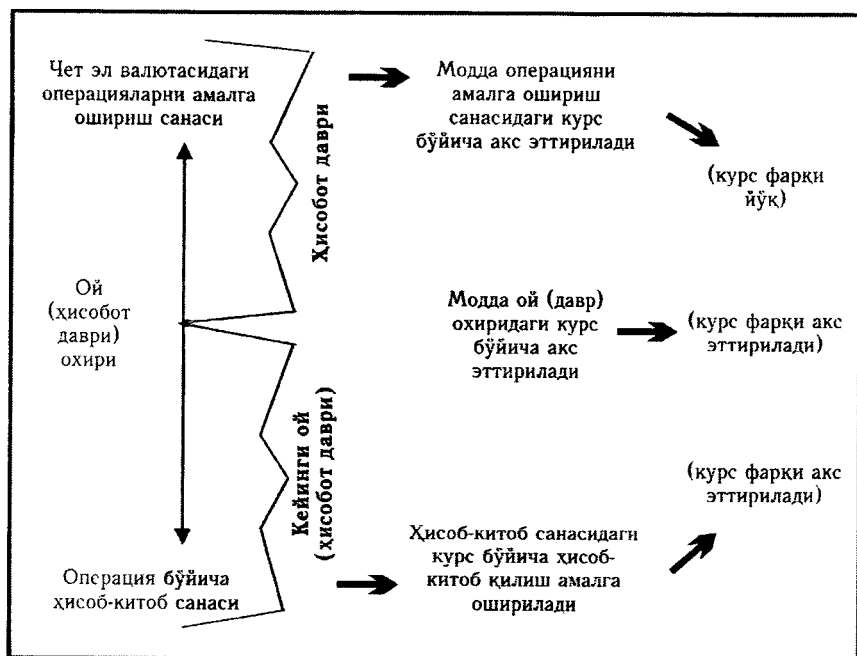 Чет эл валютасидаги
операцияларни амалга
ошириш санаси
Ҳисобот даври
Модда операцияни
амалга ошириш
санасидаги курс
бўйича акс эттирилади
(курс фарқи
йўқ)
Ой
(ҳисобот
даври)
охири
Модда ой (давр)
охиридаги курс
бўйича акс
эттирилади
(курс фарқи акс
эттирилади)
Кейинги ой
(ҳисобот даври)
(курс фарқи акс
эттирилади)
Операция бўйича
ҳисоб-китоб санаси
Ҳисоб-китоб санасидаги
курс бўйича ҳисоб-
китоб қилиш амалга
оширилади